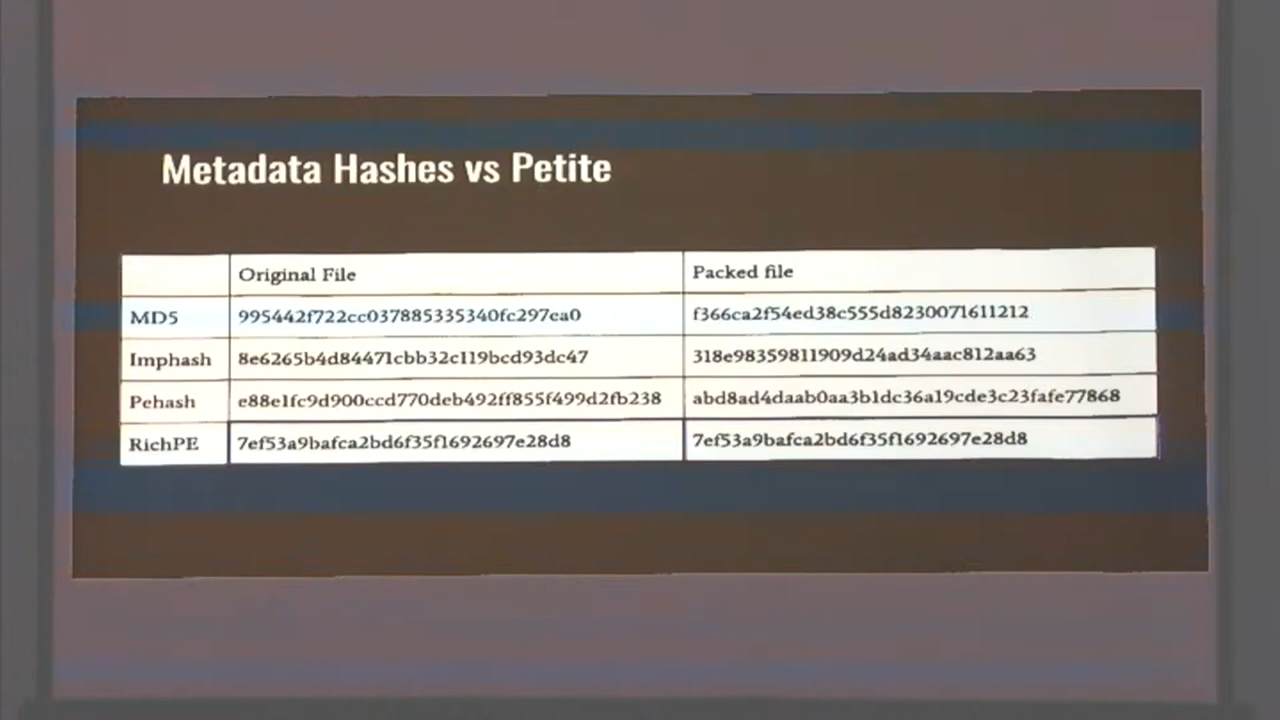 Metadata Hashes vs Petite
Original File Packed file
MD5 995442f722cc037885335340fc297ea0 f366ca2f54ed38c555d8230071611212
Imphash 8e6265b4d84471cbb32c119bcd93dc47 318e98359811909d24ad34aac812aa63
Pehash e88e1fc9d900ccd770deb492ff855f499d2fb238 abd8ad4daab0aa3b1dc36a19cde3c23fafe77868
RichPE 7ef53a9bafca2bd6f35f1692697e28d8 7ef53a9bafca2bd6f35f1692697e28d8